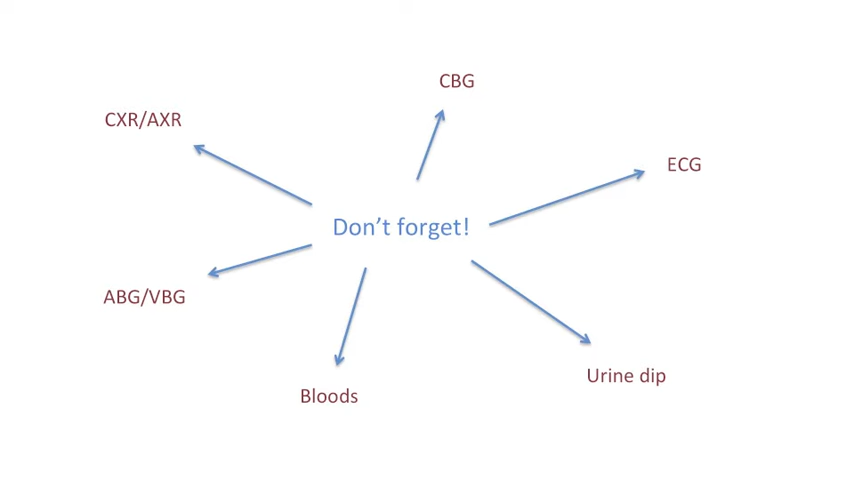 CBG
CXR/AXR
ECG
Don't forget!
ABG/VBG
Urine dip
Bloods